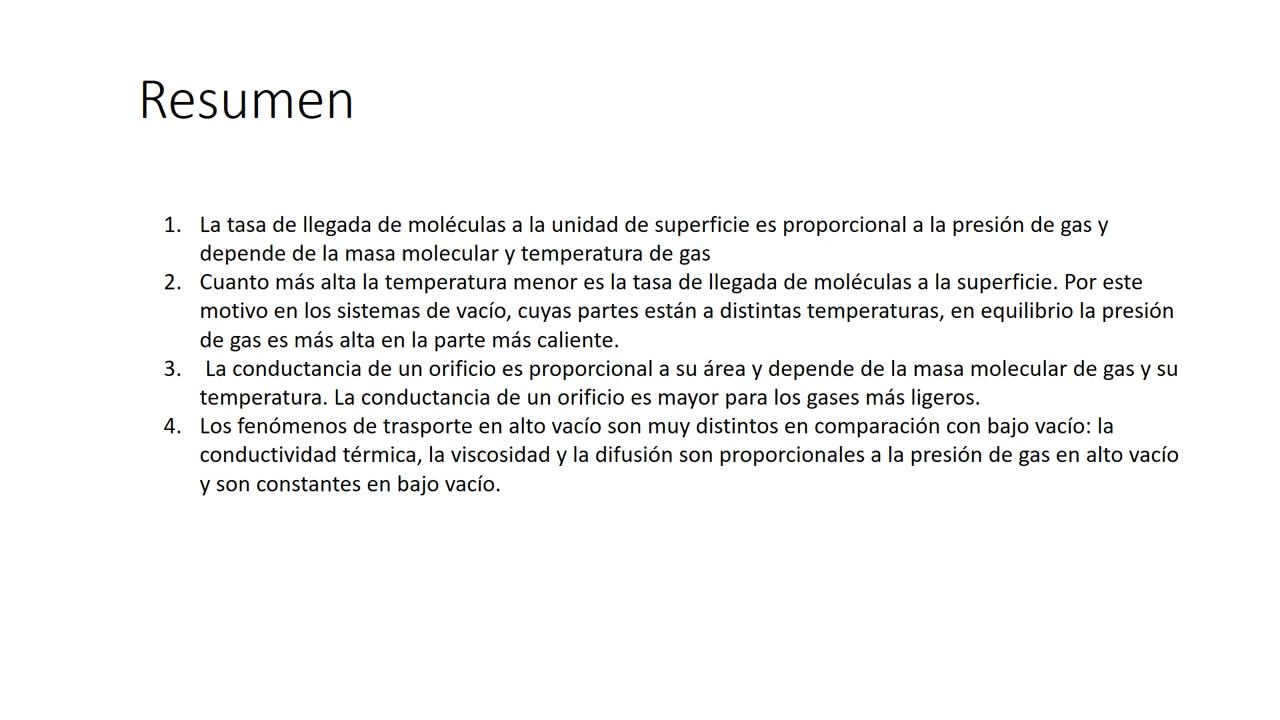 Resumen
1. La tasa de llegada de moléculas a la unidad de superficie es proporcional a la presión de gas y
depende de la masa molecular y temperatura de gas
2. Cuanto más alta la temperatura menor es la tasa de llegada de moléculas a la superficie. Por este
motivo en los sistemas de vacío, cuyas partes están a distintas temperaturas, en equilibrio la presión
de gas es más alta en la parte más caliente.
3. La conductancia de un orificio es proporcional a su área y depende de la masa molecular de gas y su
temperatura. La conductancia de un orificio es mayor para los gases más ligeros.
4. Los fenómenos de trasporte en alto vacío son muy distintos en comparación con bajo vacío: la
conductividad térmica, la viscosidad y la difusión son proporcionales a la presión de gas en alto vacío
y son constantes en bajo vacío.